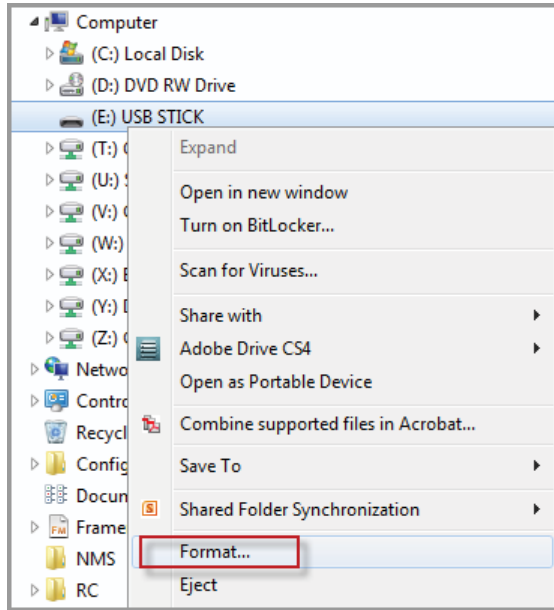 Computer
(C:) Local Disk
(D:) DVD RW Drive
(E:) USB STICK
(T:)
Expand
(U:)
Open in new window
(V:)
Turn on BitLocker...
(W:)
(X:)
Scan for Viruses...
(Y:)
Share with
(Z:)
Adobe Drive CS4
Netwo
Open as Portable Device
Contro
Recycl
Combine supported files in Acrobat...
Config
Save To
Docun
S
Shared Folder Synchronization
FM
Frame
NMS
Format...
RC
Eject